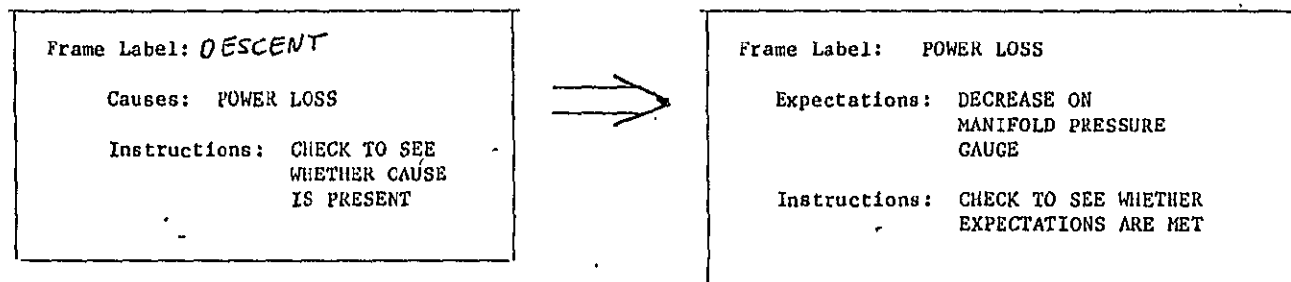 Frame Label: DESCENT
Causes: POWER LOSS
Instructions: CHECK TO SEE
WHETHER CAUSE
IS PRESENT
Frame Label: POWER LOSS
Expectations: DECREASE ON
MANIFOLD PRESSURE
GAUGE
Instructions: CHECK TO SEE WHETHER
EXPECTATIONS ARE MET